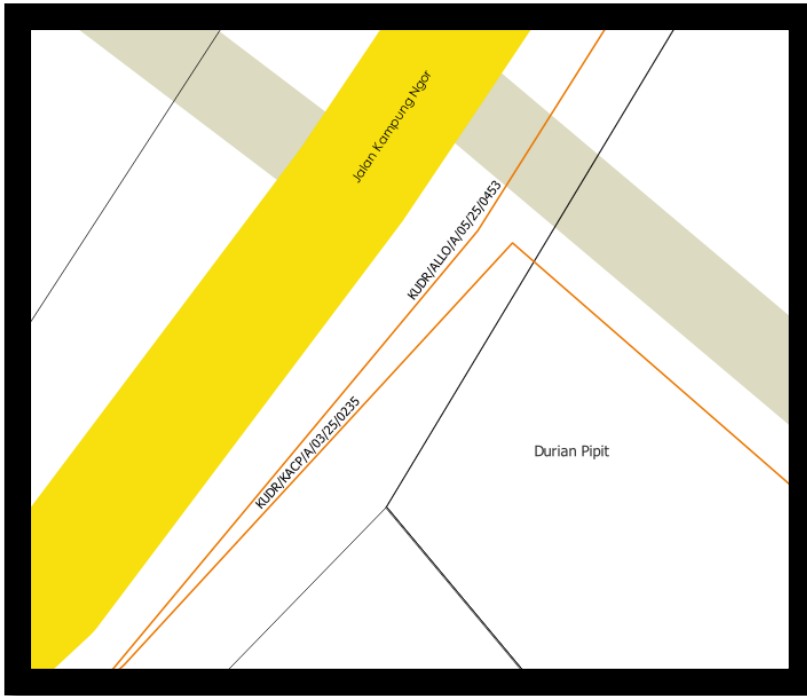 Jalan Kampung Ngor
KUDR/ALLO/A/05/25/0453
KUDR/KACP/A/03/25/0235
Durian Pipit